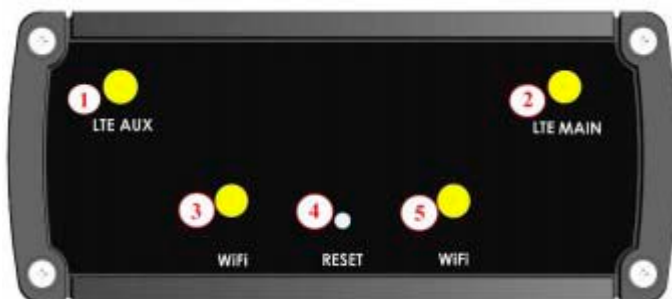 1
LTE AUX
2
LTE MAIN
3
WiFi
4
RESET
5
WiFi